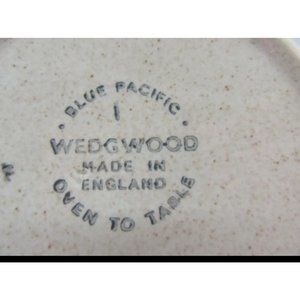 · BLUE PACIFIC ·
WEDGWOOD
MADE IN
ENGLAND
OVEN TO TABLE